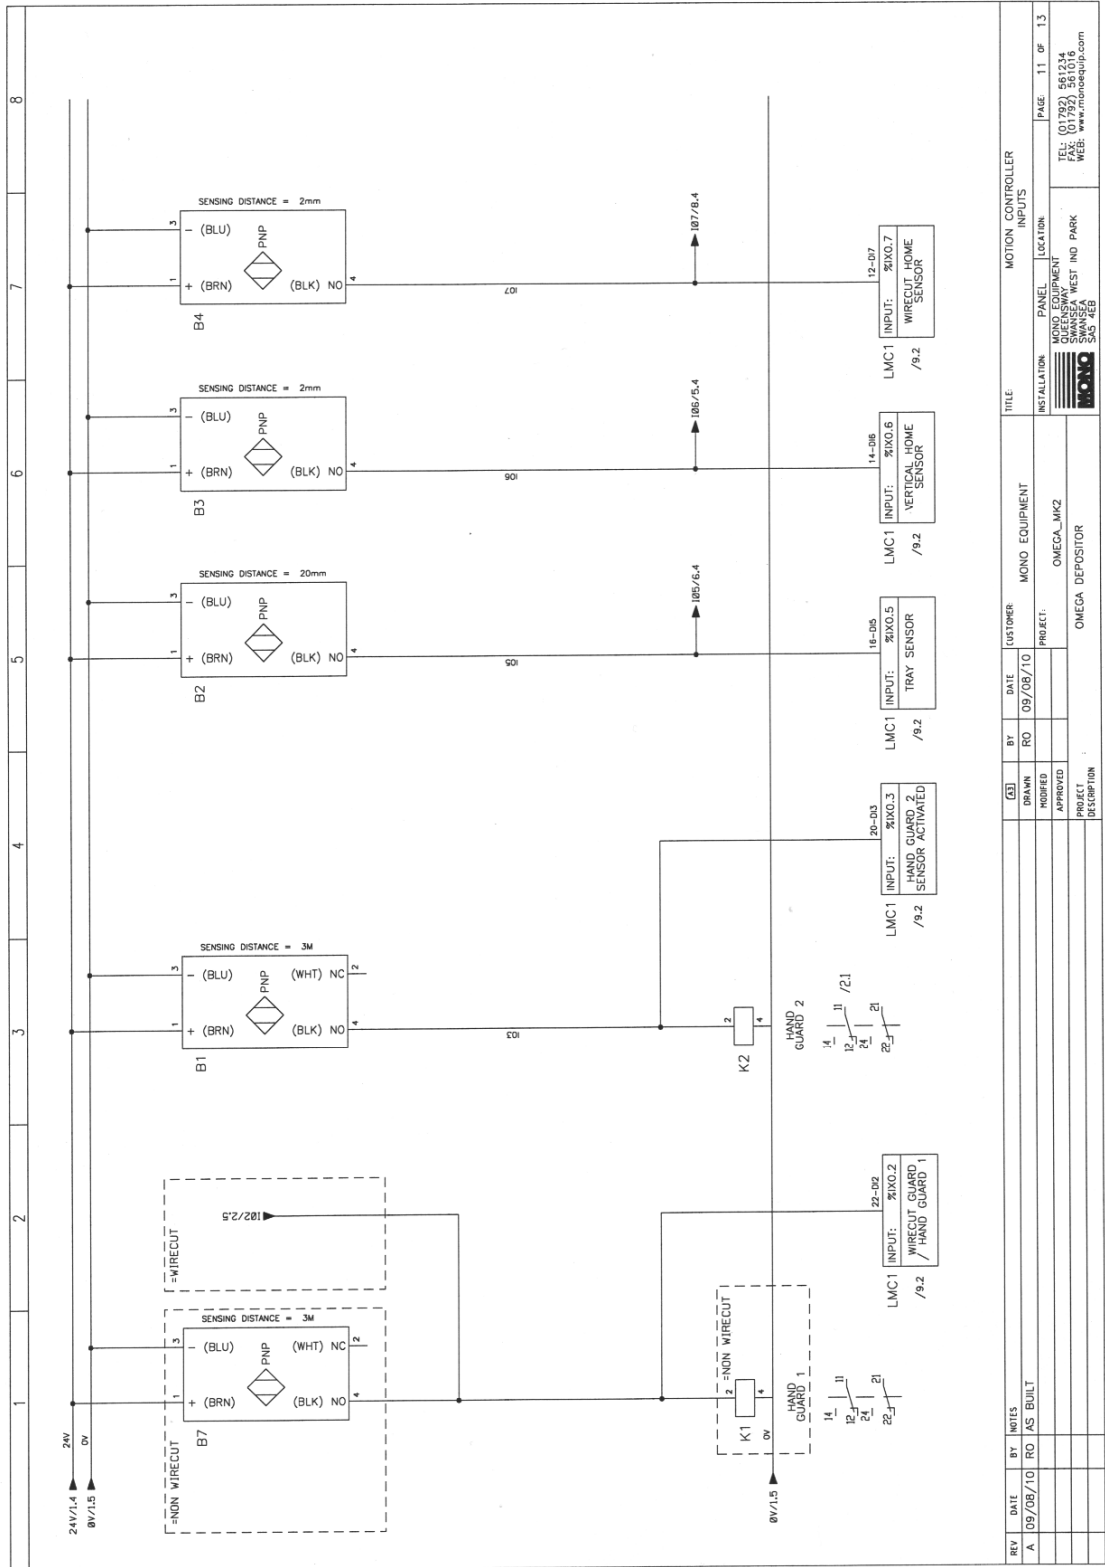 1
2
3
4
5
6
7
8
24V/1.4
24V
0V/1.5
0V
=NON WIRECUT
B7
SENSING DISTANCE = 3M
1
3
+ (BRN)
- (BLU)
PNP
(BLK) NO
(WHT) NC
4
2
=WIRECUT
I02/2.5
B1
SENSING DISTANCE = 3M
1
3
+ (BRN)
- (BLU)
PNP
(BLK) NO
(WHT) NC
4
2
B2
SENSING DISTANCE = 20mm
1
3
+ (BRN)
- (BLU)
PNP
(BLK) NO
4
B3
SENSING DISTANCE = 2mm
1
3
+ (BRN)
- (BLU)
PNP
(BLK) NO
4
B4
SENSING DISTANCE = 2mm
1
3
+ (BRN)
- (BLU)
PNP
(BLK) NO
4
I03
I05
I06
I07
I05/6.4
I06/5.4
I07/8.4
=NON WIRECUT
K1
2
4
0V
0V/1.5
HAND
GUARD 1
14
11
12
24
21
22
K2
2
4
HAND
GUARD 2
14
11
/2.1
12
24
21
22
22-DI2
LMC1
INPUT: %IX0.2
/9.2
WIRECUT GUARD
/ HAND GUARD 1
20-DI3
LMC1
INPUT: %IX0.3
/9.2
HAND GUARD 2
SENSOR ACTIVATED
16-DI5
LMC1
INPUT: %IX0.5
/9.2
TRAY SENSOR
14-DI6
LMC1
INPUT: %IX0.6
/9.2
VERTICAL HOME
SENSOR
12-DI7
LMC1
INPUT: %IX0.7
/9.2
WIRECUT HOME
SENSOR
REV DATE BY NOTES
A 09/08/10 RO AS BUILT
A3 BY DATE
DRAWN RO 09/08/10
MODIFIED
APPROVED
PROJECT
DESCRIPTION
OMEGA DEPOSITOR
CUSTOMER:
MONO EQUIPMENT
PROJECT:
OMEGA_MK2
TITLE:
MOTION CONTROLLER
INPUTS
INSTALLATION: PANEL
LOCATION:
PAGE: 11 OF 13
MONO
MONO EQUIPMENT
QUEENSWAY
SWANSEA WEST IND PARK
SWANSEA
SA5 4EB
TEL: (01792) 561234
FAX: (01792) 561016
WEB: www.monoequip.com